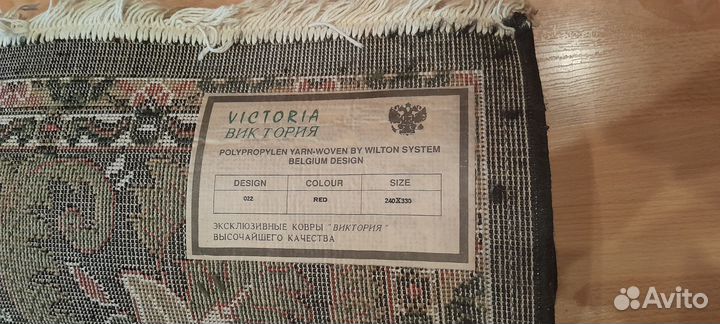 VICTORIA
ВИКТОРИЯ
POLYPROPYLEN YARN-WOVEN BY WILTON SYSTEM
BELGIUM DESIGN
DESIGN COLOUR SIZE
022 RED 240X330
ЭКСКЛЮЗИВНЫЕ КОВРЫ "ВИКТОРИЯ"
ВЫСОЧАЙШЕГО КАЧЕСТВА
Avito